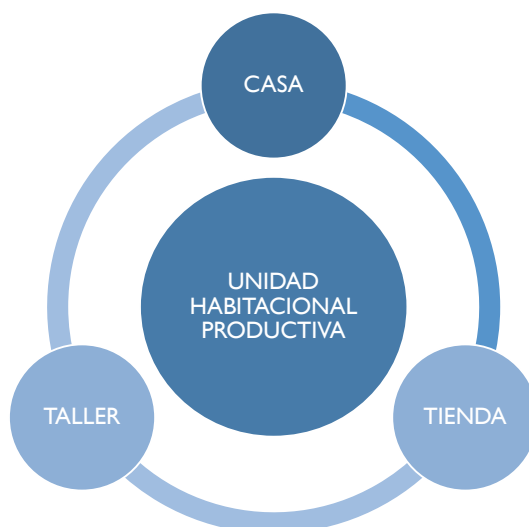 CASA
UNIDAD
HABITACIONAL
PRODUCTIVA
TALLER
TIENDA